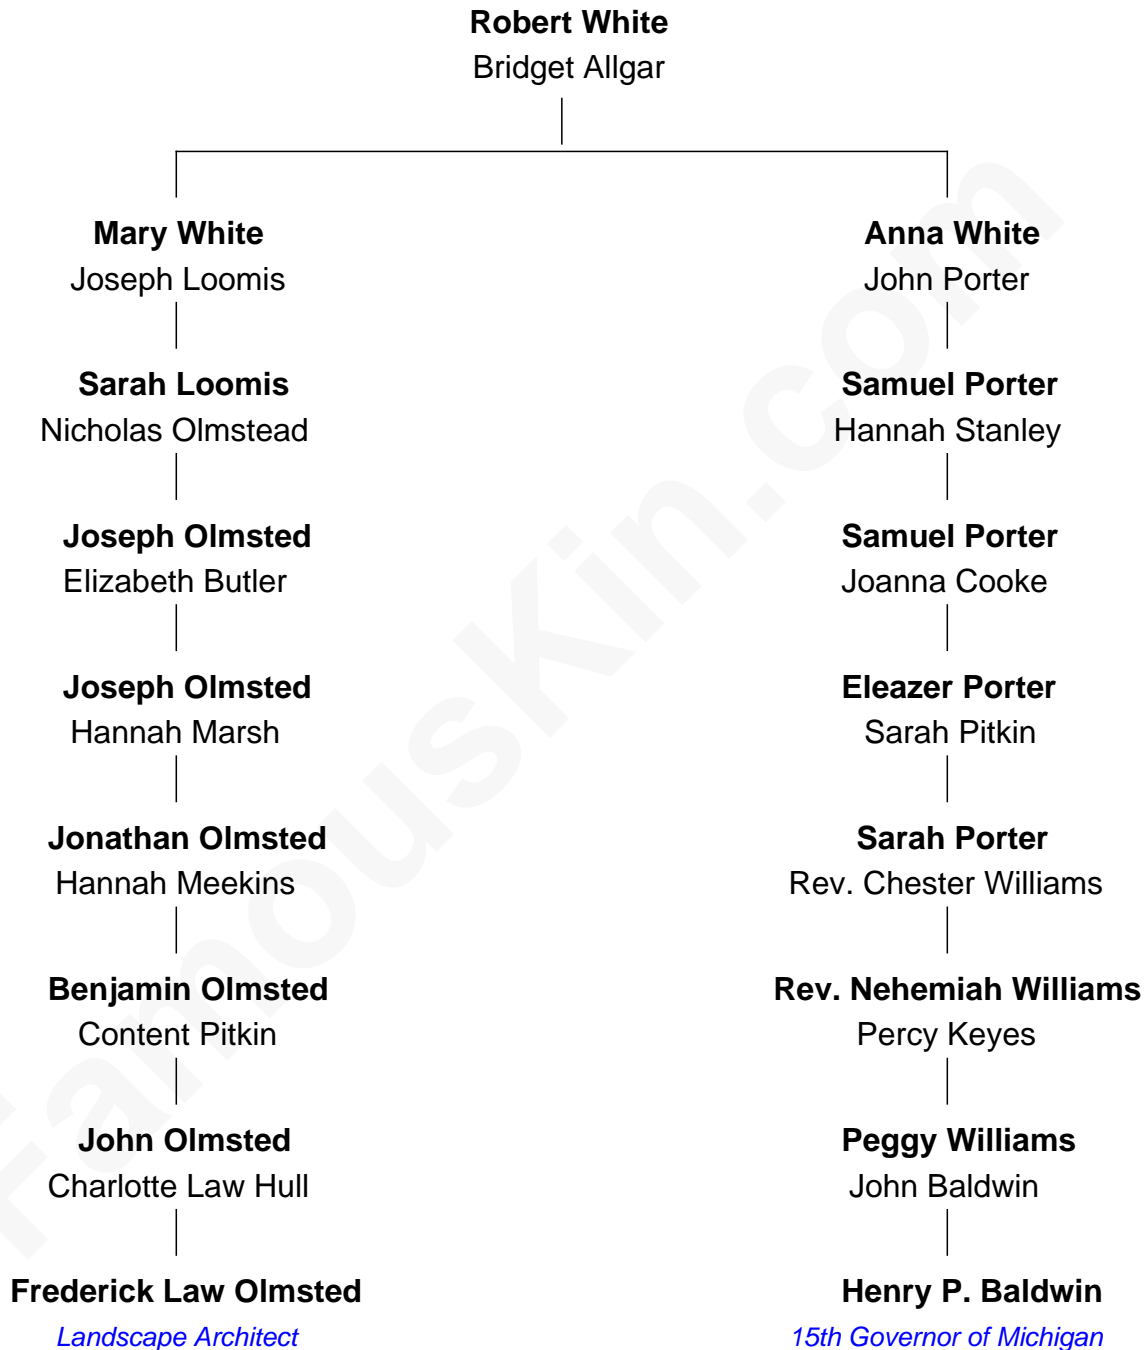 Robert White
Bridget Allgar
Mary White
Joseph Loomis
Anna White
John Porter
Sarah Loomis
Nicholas Olmstead
Samuel Porter
Hannah Stanley
Joseph Olmsted
Elizabeth Butler
Samuel Porter
Joanna Cooke
Joseph Olmsted
Hannah Marsh
Eleazer Porter
Sarah Pitkin
Jonathan Olmsted
Hannah Meekins
Sarah Porter
Rev. Chester Williams
Benjamin Olmsted
Content Pitkin
Rev. Nehemiah Williams
Percy Keyes
John Olmsted
Charlotte Law Hull
Peggy Williams
John Baldwin
Frederick Law Olmsted
Landscape Architect
Henry P. Baldwin
15th Governor of Michigan
FamousKin.com